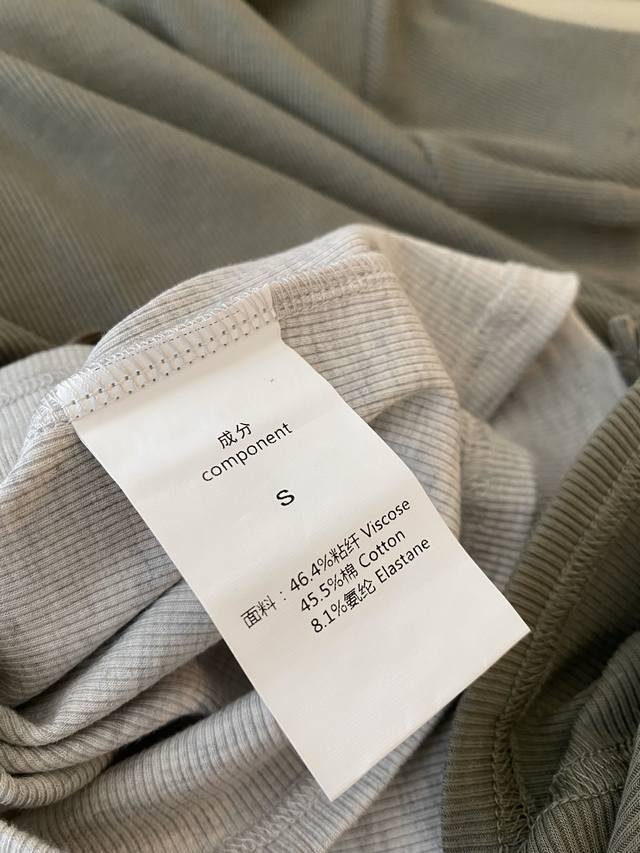 成分
component
S
面料：46.4%粘纤 Viscose
45.5%棉 Cotton
8.1%氨纶 Elastane